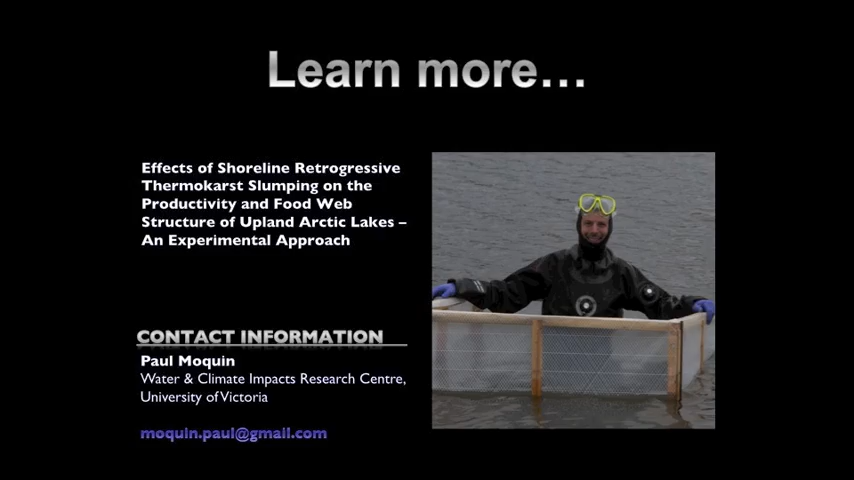 Learn more…
Effects of Shoreline Retrogressive
Thermokarst Slumping on the
Productivity and Food Web
Structure of Upland Arctic Lakes –
An Experimental Approach
CONTACT INFORMATION
Paul Moquin
Water & Climate Impacts Research Centre,
University of Victoria
moquin.paul@gmail.com